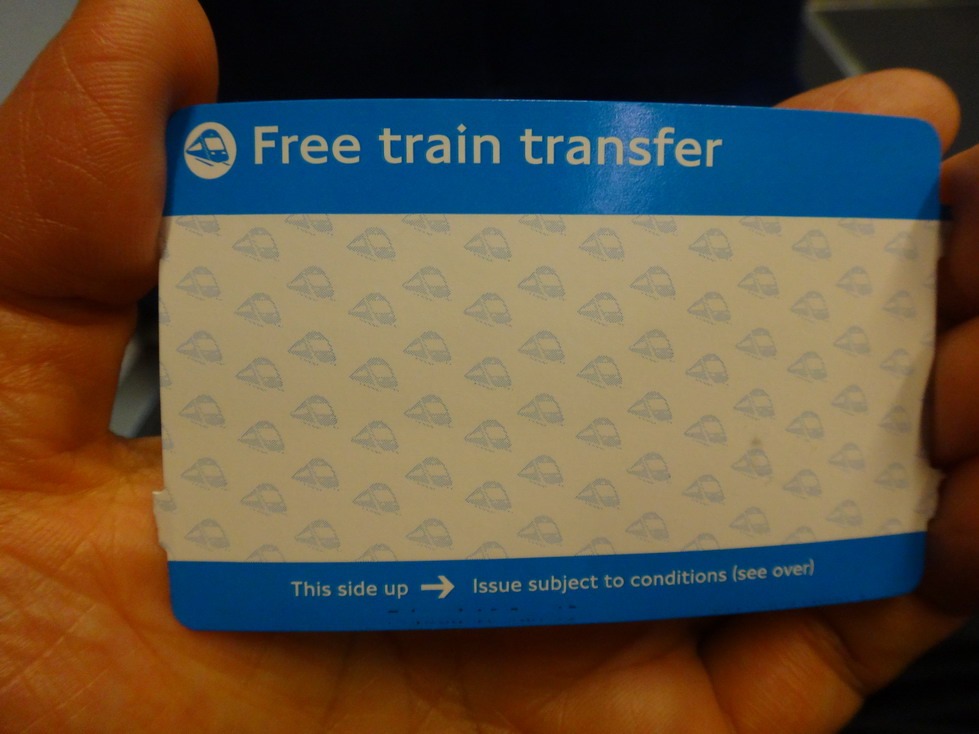 Free train transfer
This side up → Issue subject to conditions (see over)